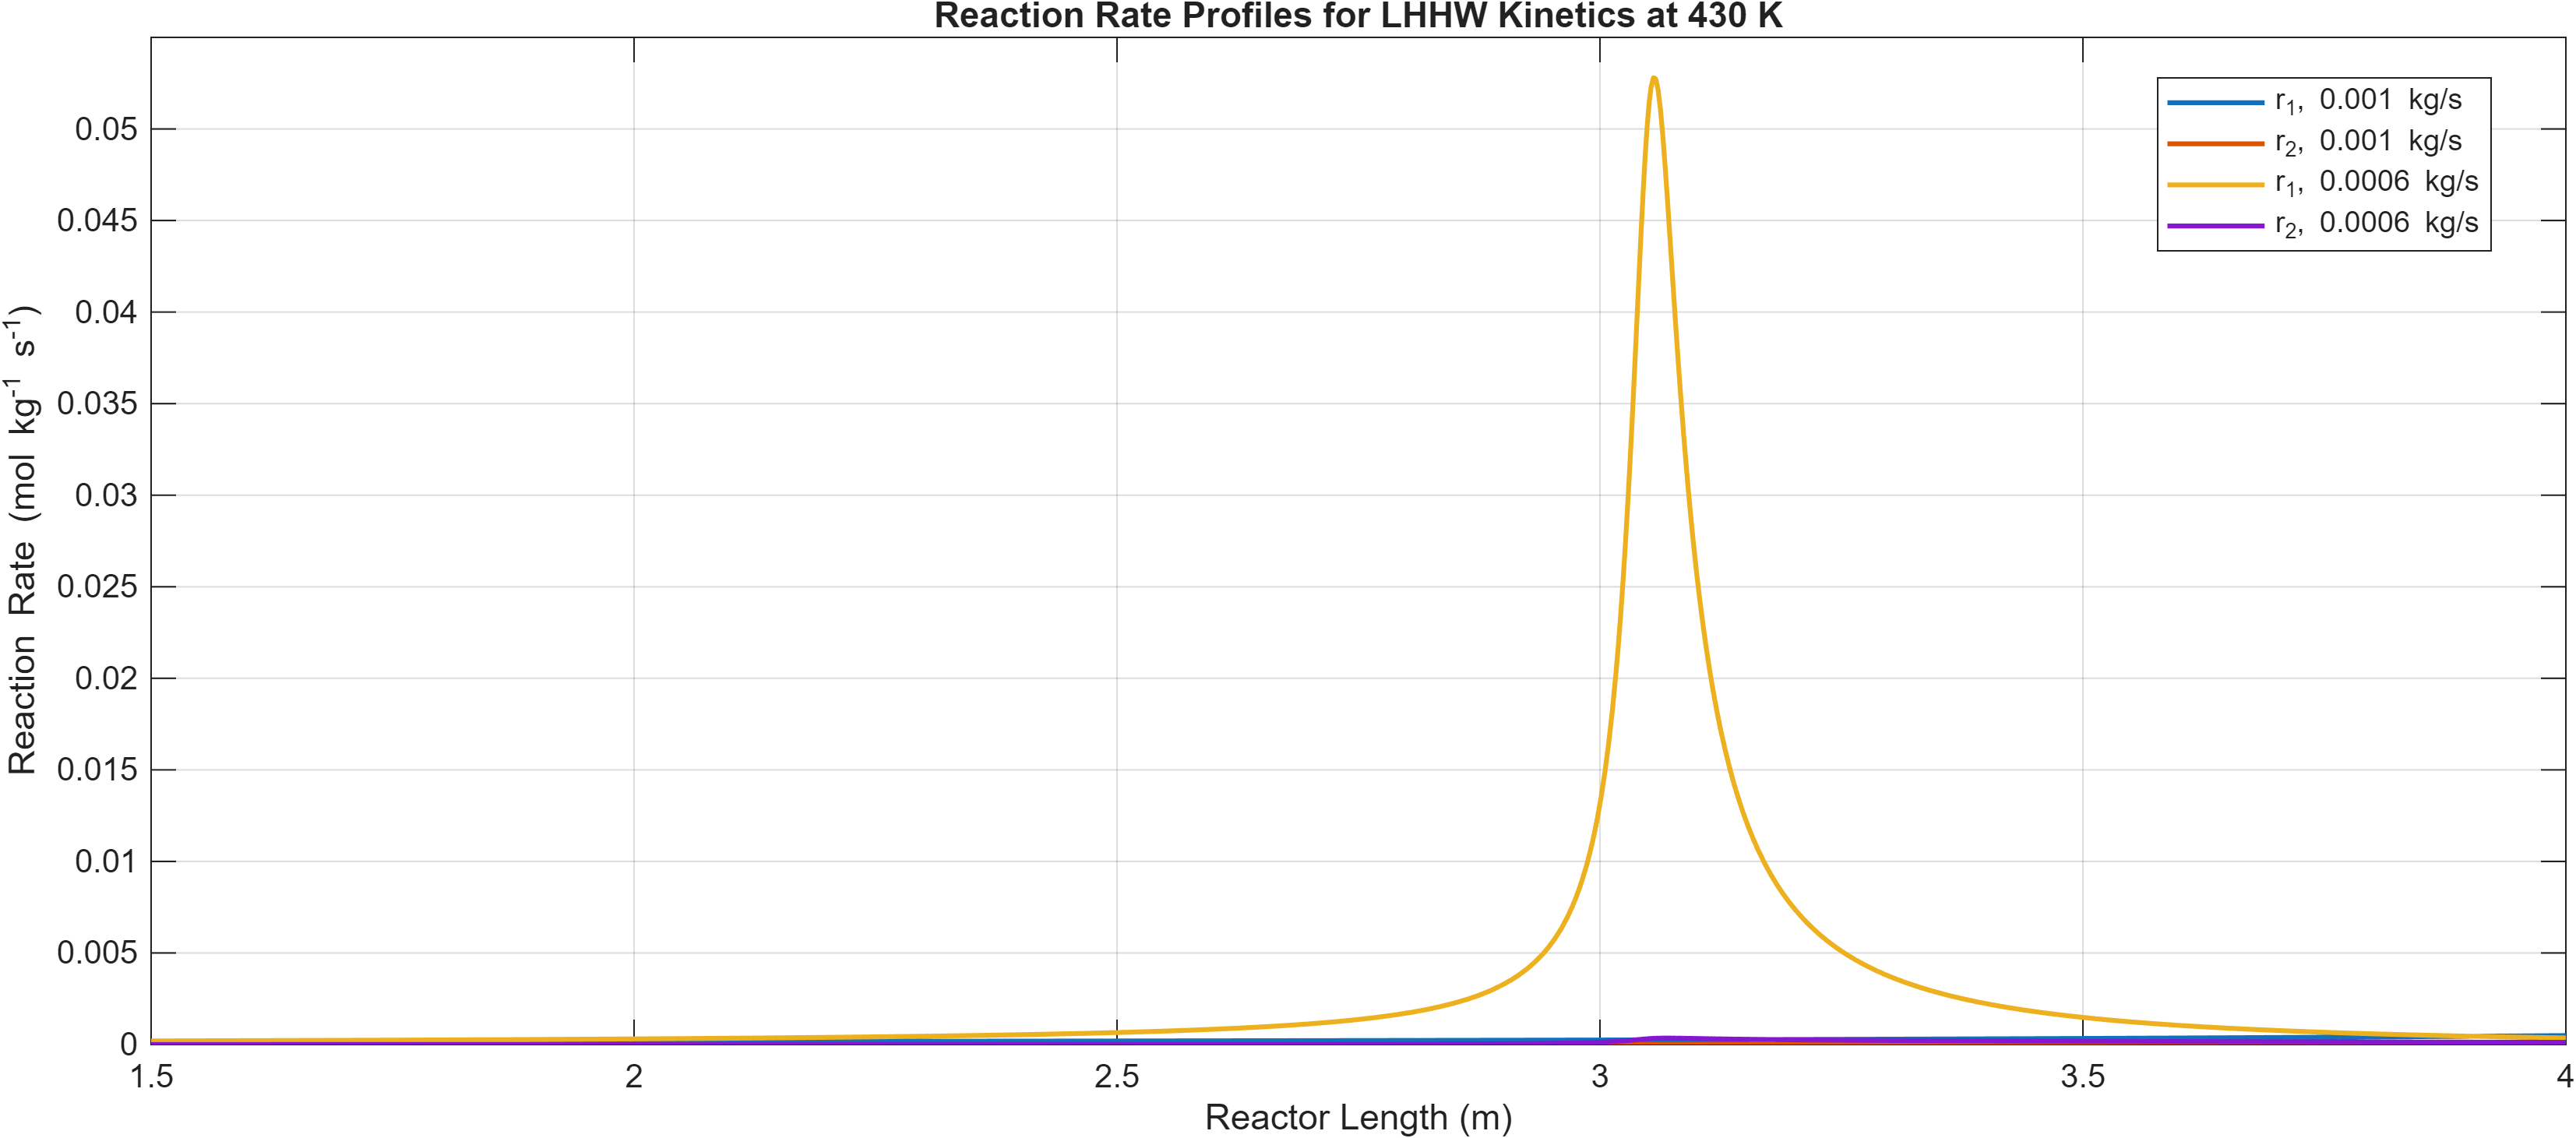 Reaction Rate Profiles for LHHW Kinetics at 430 K
r1, 0.001 kg/s
r2, 0.001 kg/s
r1, 0.0006 kg/s
r2, 0.0006 kg/s
Reaction Rate (mol kg-1 s-1)
0.05
0.045
0.04
0.035
0.03
0.025
0.02
0.015
0.01
0.005
0
1.5 2 2.5 3 3.5 4
Reactor Length (m)